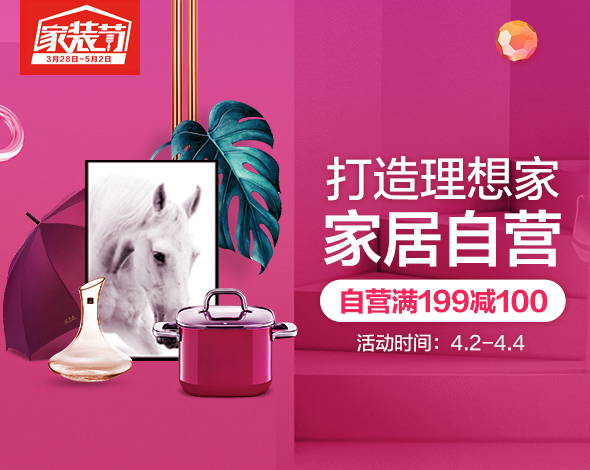 家装节
3月28日-5月2日
打造理想家
家居自营
自营满199减100
活动时间：4.2-4.4